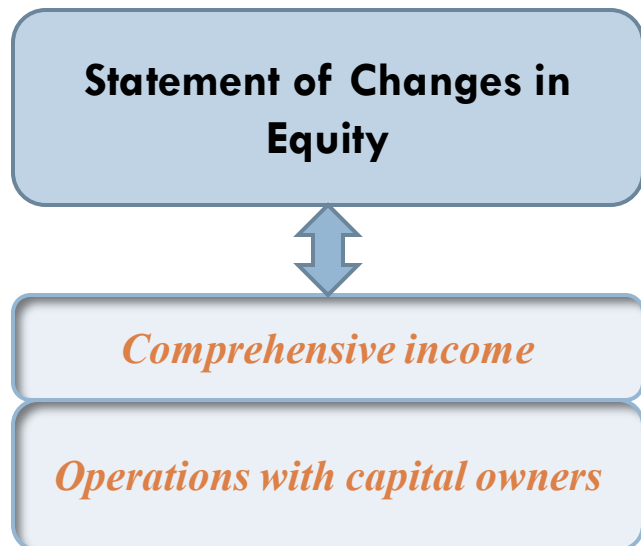 Statement of Changes in
Equity
Comprehensive income
Operations with capital owners